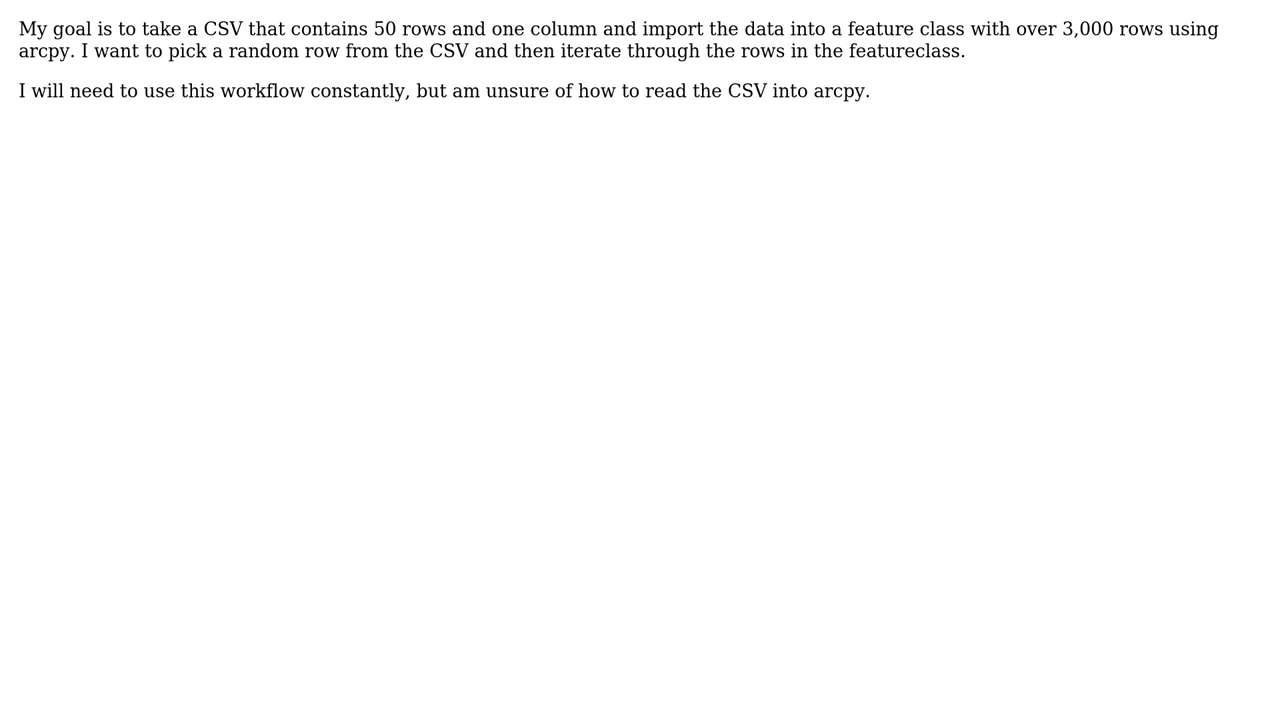 My goal is to take a CSV that contains 50 rows and one column and import the data into a feature class with over 3,000 rows using
arcpy. I want to pick a random row from the CSV and then iterate through the rows in the featureclass.
I will need to use this workflow constantly, but am unsure of how to read the CSV into arcpy.